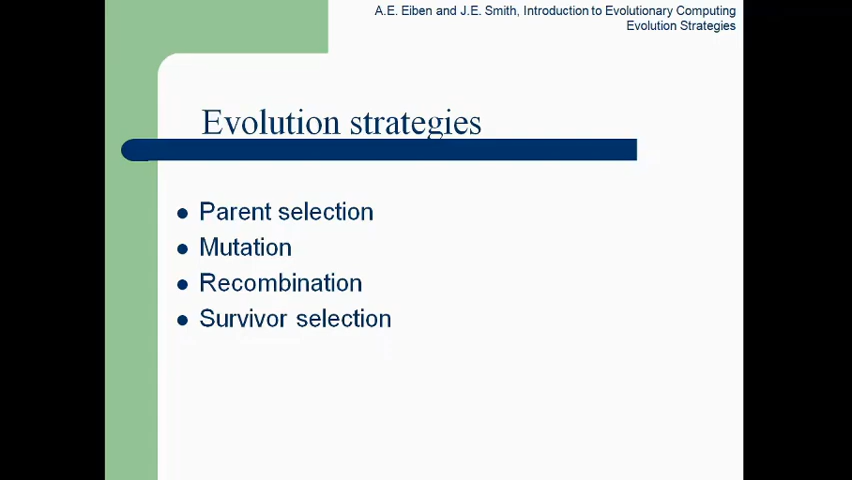 A.E. Eiben and J.E. Smith, Introduction to Evolutionary Computing
Evolution Strategies
Evolution strategies
Parent selection
Mutation
Recombination
Survivor selection